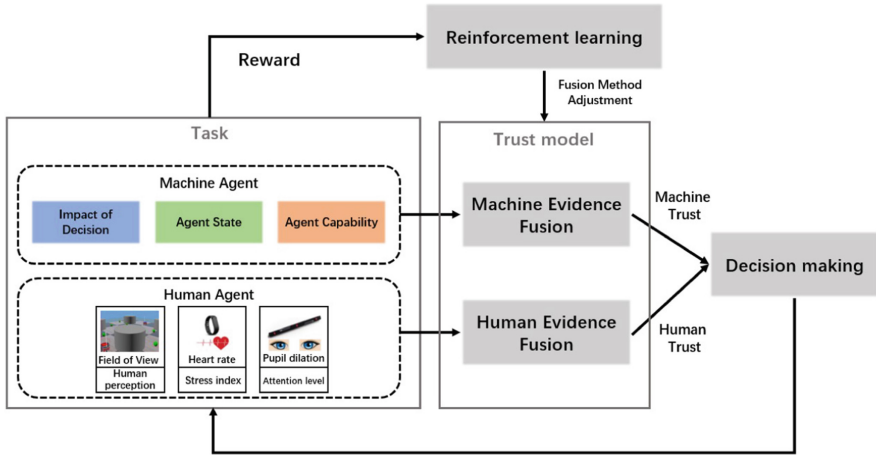 Reinforcement learning
Reward
Fusion Method
Adjustment
Task
Trust model
Machine Agent
Impact of
Decision
Agent State
Agent Capability
Machine Evidence
Fusion
Machine
Trust
Decision making
Human Agent
Field of View
Human
perception
Heart rate
Stress index
Pupil dilation
Attention level
Human Evidence
Fusion
Human
Trust